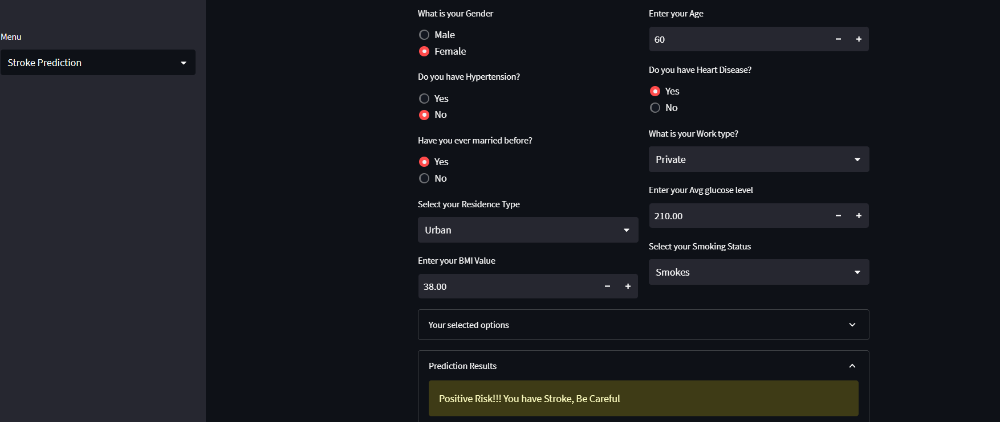 Menu
Stroke Prediction
What is your Gender
Male
Female
Do you have Hypertension?
Yes
No
Have you ever married before?
Yes
No
Select your Residence Type
Urban
Enter your BMI Value
38.00
Enter your Age
60
Do you have Heart Disease?
Yes
No
What is your Work type?
Private
Enter your Avg glucose level
210.00
Select your Smoking Status
Smokes
Your selected options
Prediction Results
Positive Risk!!! You have Stroke, Be Careful